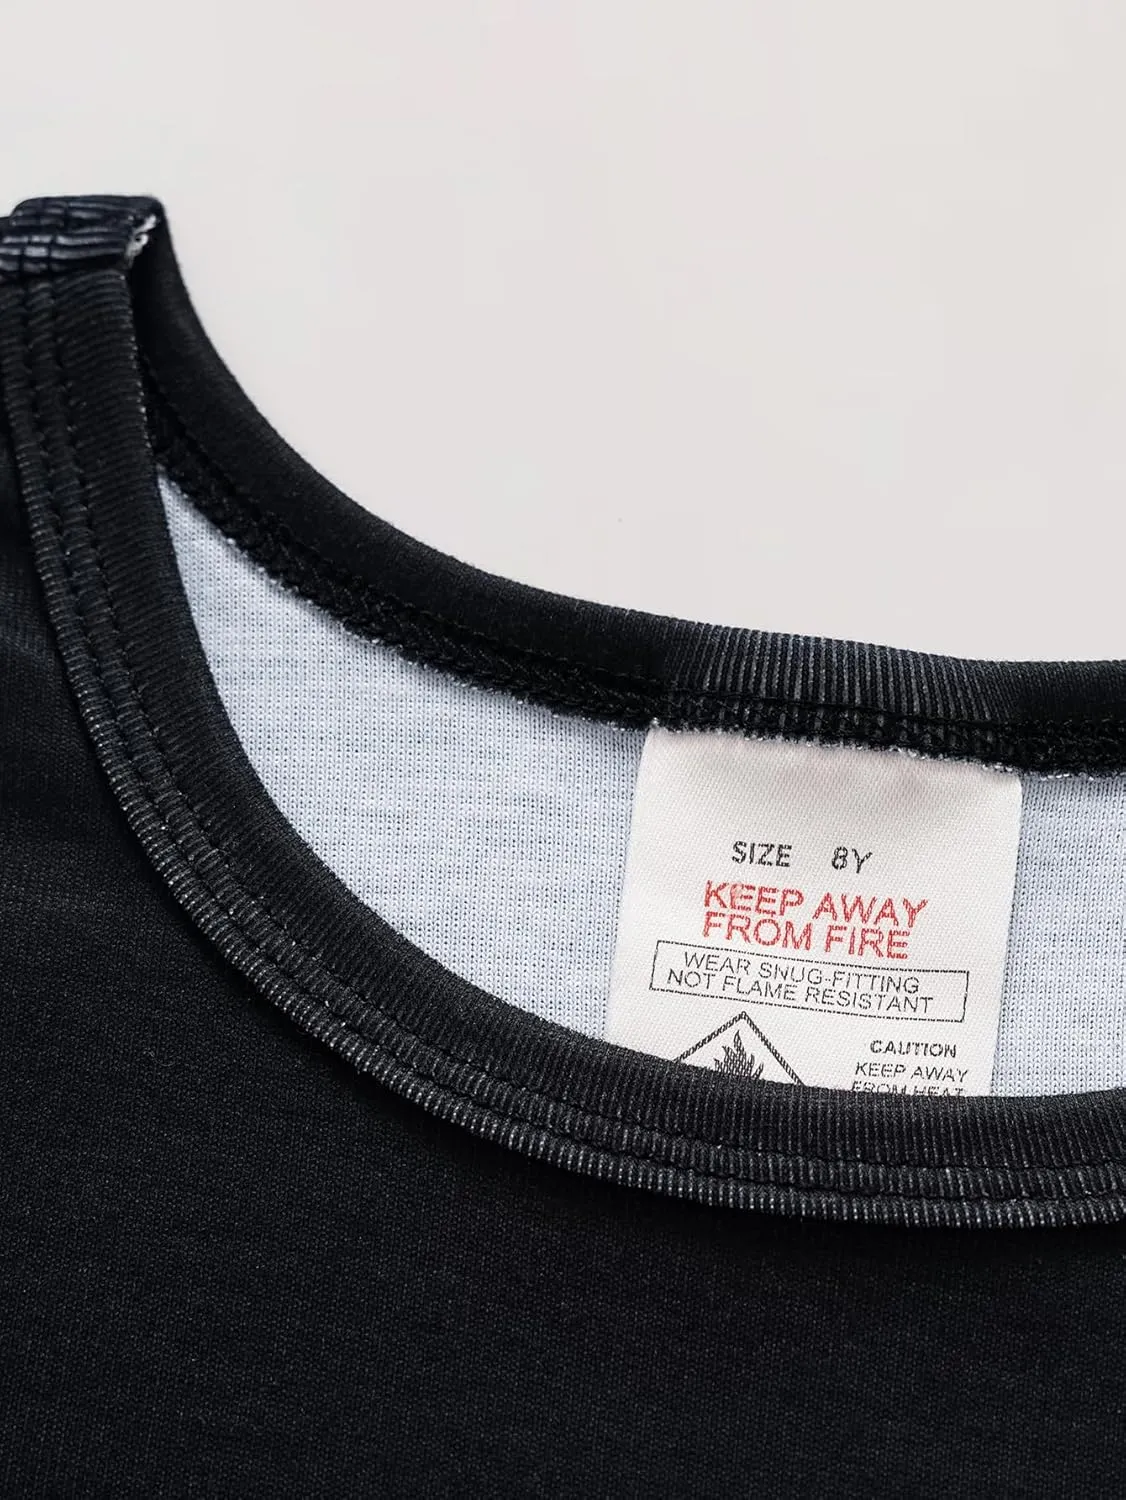 SIZE 8Y
KEEP AWAY
FROM FIRE
WEAR SNUG-FITTING
NOT FLAME RESISTANT
CAUTION
KEEP AWAY
FROM HEAT